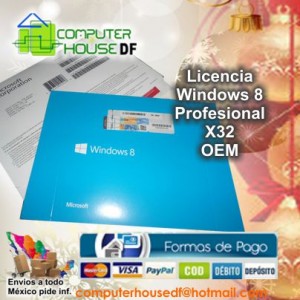 COMPUTER
HOUSE DF
Licencia
Windows 8
Profesional
X32
OEM
Windows 8
Microsoft
Envios a todo
México pide inf.
Formas de Pago
VISA
PayPal
COD
DÉBITO
DEPÓSITO
computerhousedf@hotmail.com